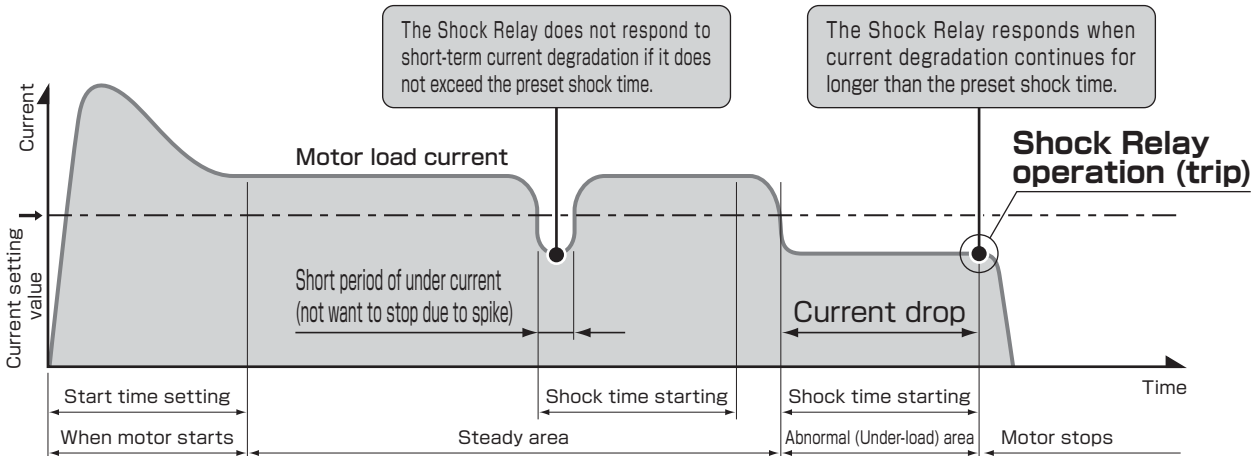 The Shock Relay does not respond to
short-term current degradation if it does
not exceed the preset shock time.
The Shock Relay responds when
current degradation continues for
longer than the preset shock time.
Current
Motor load current
Shock Relay
operation (trip)
Current setting
value
Short period of under current
(not want to stop due to spike)
Current drop
Time
Start time setting
Shock time starting
Shock time starting
When motor starts
Steady area
Abnormal (Under-load) area
Motor stops